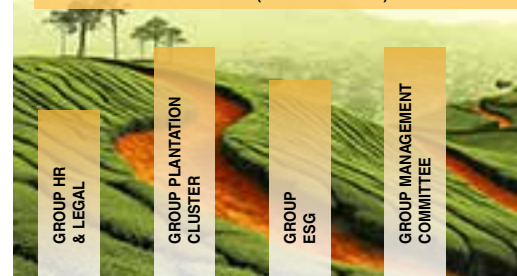 GROUP HR
& LEGAL
GROUP PLANTATION
CLUSTER
GROUP
ESG
GROUP MANAGEMENT
COMMITTEE